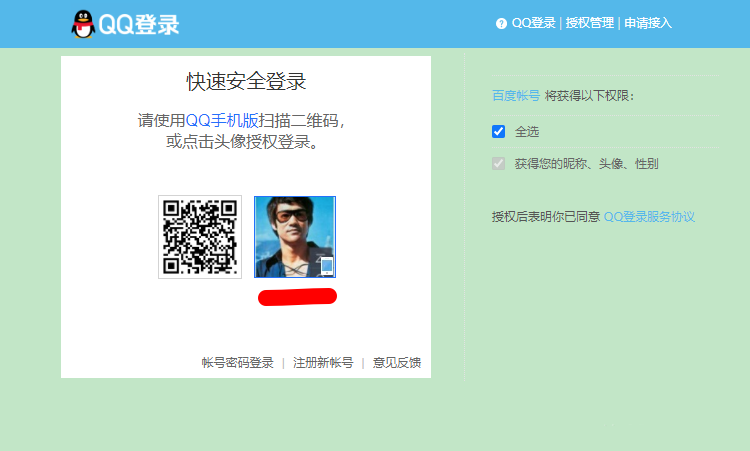 QQ登录
QQ登录 | 授权管理 | 申请接入
快速安全登录
请使用QQ手机版扫描二维码，
或点击头像授权登录。
帐号密码登录 | 注册新帐号 | 意见反馈
百度帐号 将获得以下权限：
全选
获得您的昵称、头像、性别
授权后表明你已同意 QQ登录服务协议